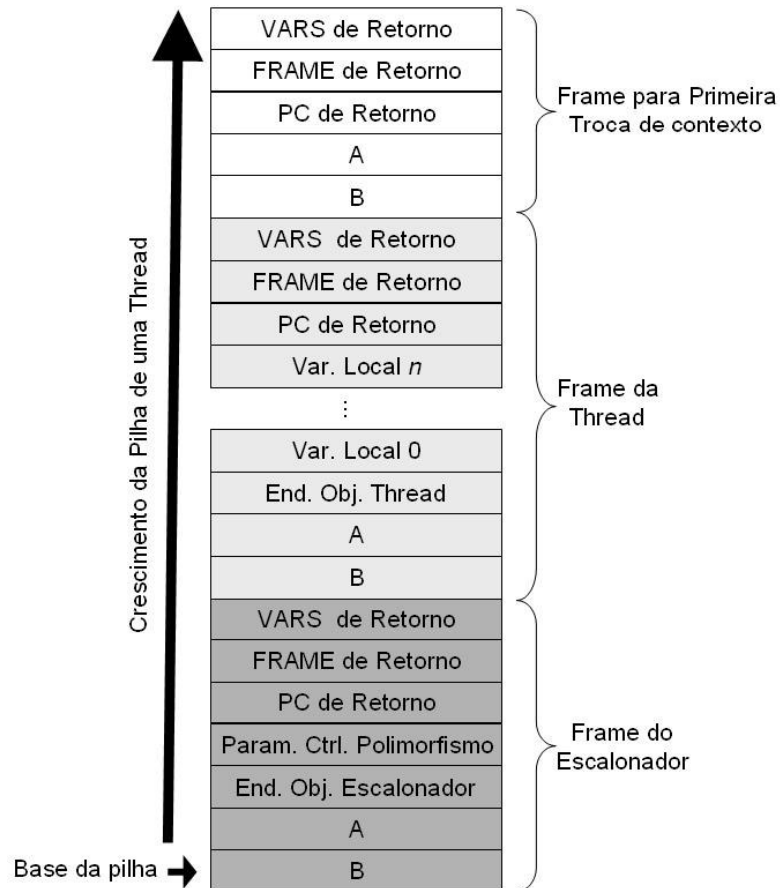 VARS de Retorno
FRAME de Retorno
PC de Retorno
A
B
Frame para Primeira
Troca de contexto
VARS de Retorno
FRAME de Retorno
PC de Retorno
Var. Local n
⋮
Var. Local 0
End. Obj. Thread
A
B
Frame da
Thread
VARS de Retorno
FRAME de Retorno
PC de Retorno
Param. Ctrl. Polimorfismo
End. Obj. Escalonador
A
B
Frame do
Escalonador
Crescimento da Pilha de uma Thread
Base da pilha